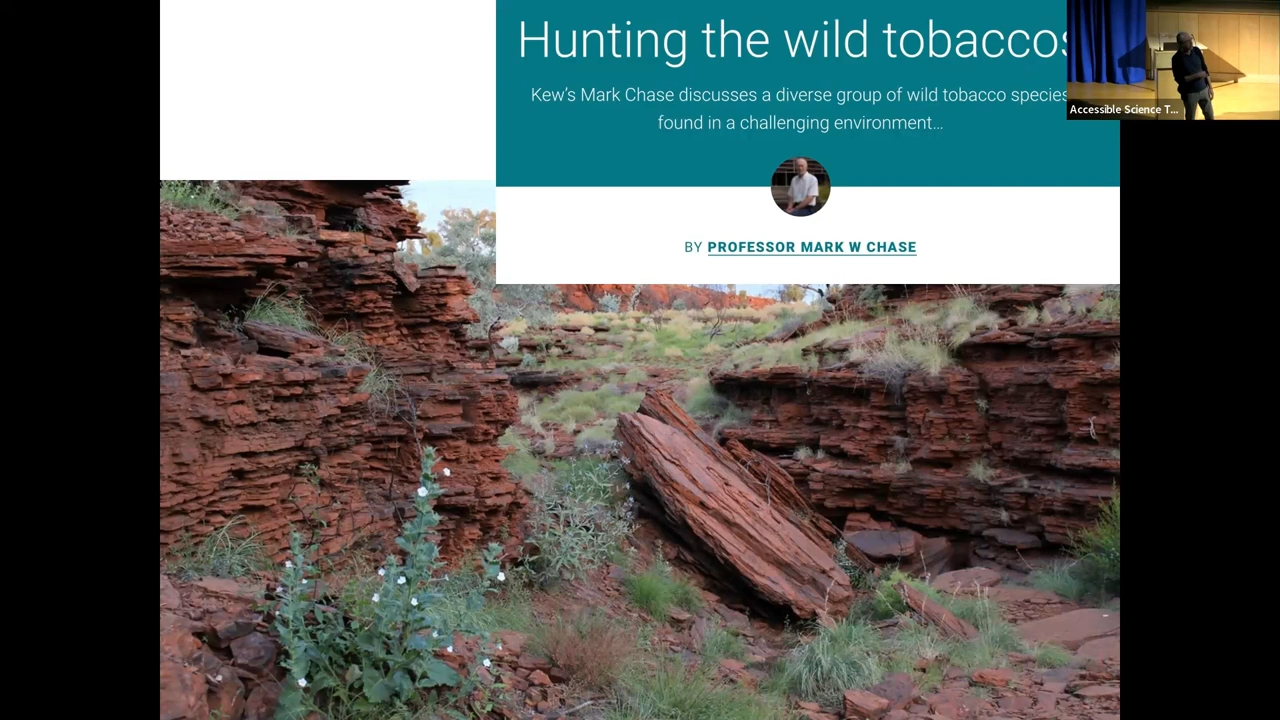 Hunting the wild tobaccos
Kew's Mark Chase discusses a diverse group of wild tobacco species
found in a challenging environment...
BY PROFESSOR MARK W CHASE
Accessible Science T...